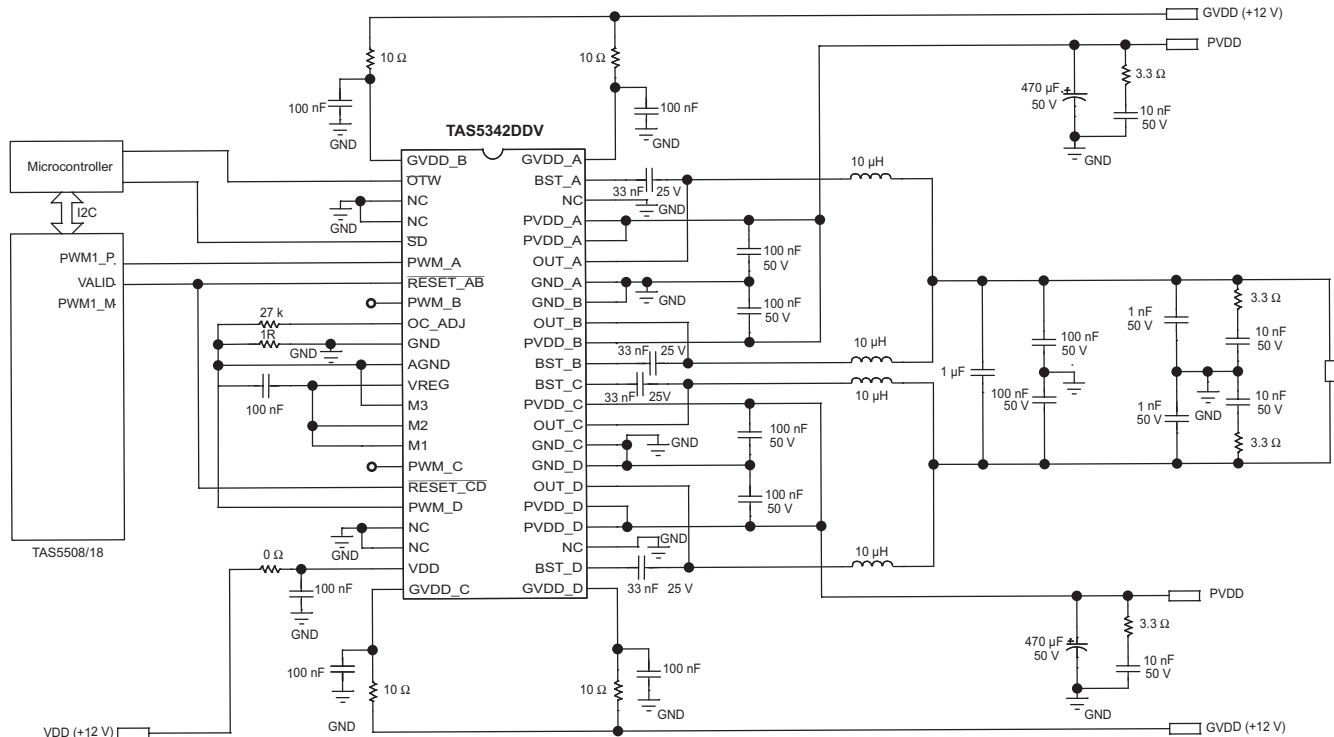 GVDD (+12 V)
PVDD
10 Ω
10 Ω
3.3 Ω
470 µF
50 V
10 nF
50 V
GND
100 nF
GND
100 nF
GND
TAS5342DDV
Microcontroller
I2C
PWM1_P
VALID
PWM1_M
TAS5508/18
GVDD_B
OTW
NC
NC
SD
PWM_A
RESET_AB
PWM_B
OC_ADJ
GND
AGND
VREG
M3
M2
M1
PWM_C
RESET_CD
PWM_D
NC
NC
VDD
GVDD_C
GVDD_A
BST_A
NC
PVDD_A
PVDD_A
OUT_A
GND_A
GND_B
OUT_B
PVDD_B
BST_B
BST_C
PVDD_C
OUT_C
GND_C
GND_D
OUT_D
PVDD_D
PVDD_D
NC
BST_D
GVDD_D
GND
27 k
1R
GND
100 nF
GND
0 Ω
100 nF
GND
33 nF 25 V
GND
10 µH
100 nF
50 V
GND
100 nF
50 V
33 nF 25 V
10 µH
33 nF 25V
10 µH
GND
100 nF
50 V
100 nF
50 V
GND
33 nF 25 V
10 µH
1 µF
100 nF
50 V
100 nF
50 V
1 nF
50 V
1 nF
50 V
GND
3.3 Ω
10 nF
50 V
10 nF
50 V
3.3 Ω
PVDD
3.3 Ω
470 µF
50 V
10 nF
50 V
GND
100 nF
10 Ω
GND
100 nF
10 Ω
GND
VDD (+12 V)
GVDD (+12 V)